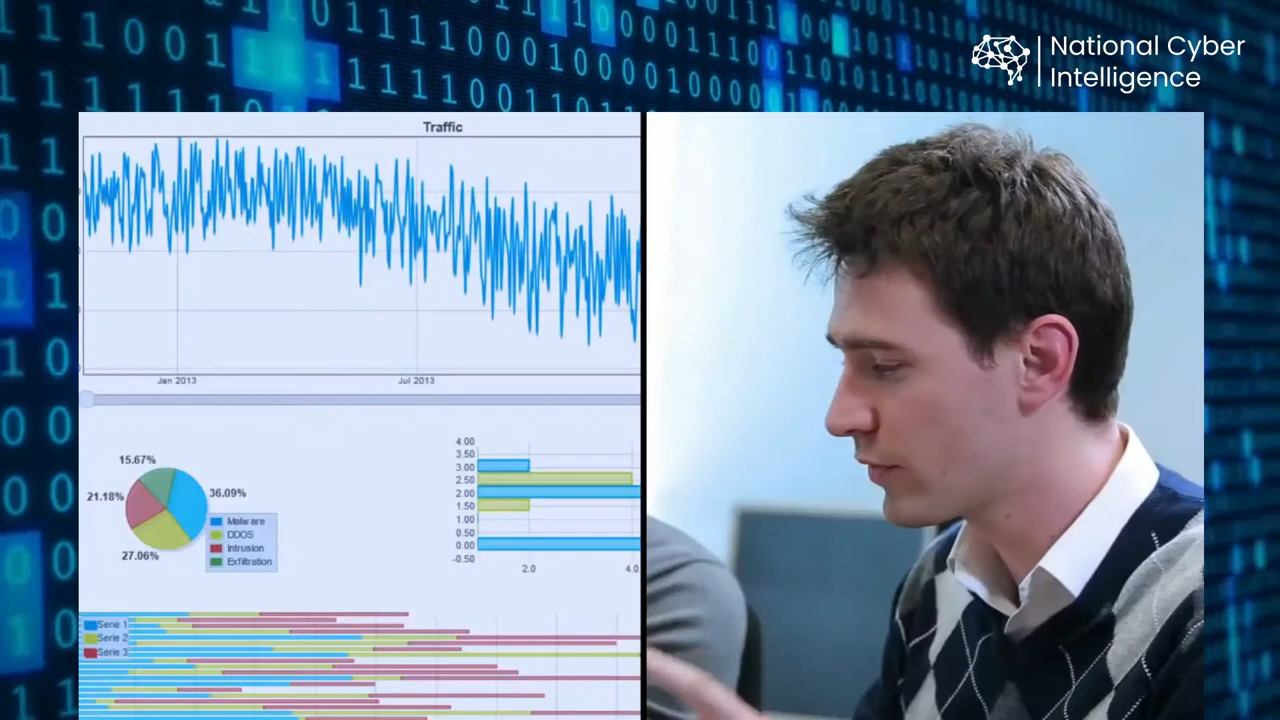 National Cyber
Intelligence
Traffic
Jan 2013
Jul 2013
15.67%
36.09%
21.18%
27.06%
Malware
DDOS
Intrusion
Exfiltration
4.00
3.50
3.00
2.50
2.00
1.50
1.00
0.50
0.00
-0.50
2.0
4.0
Serie 1
Serie 2
Serie 3